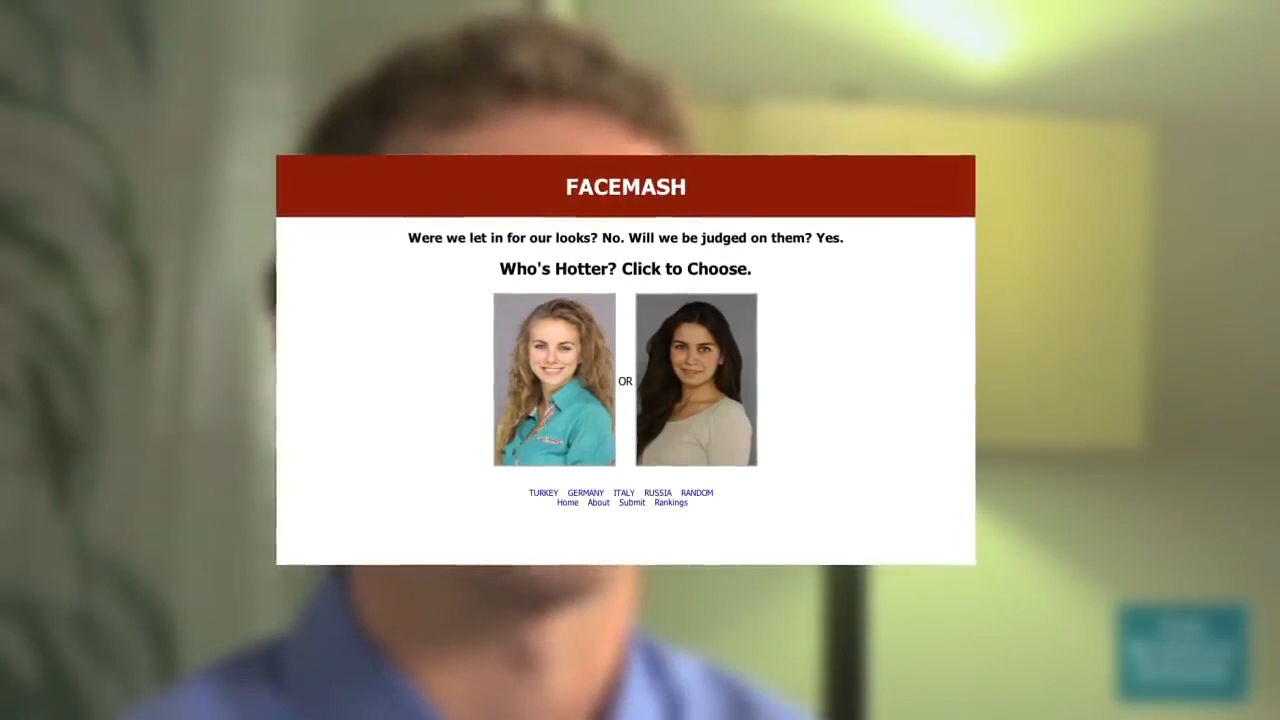 FACEMASH
Were we let in for our looks? No. Will we be judged on them? Yes.
Who's Hotter? Click to Choose.
OR
TURKEY GERMANY ITALY RUSSIA RANDOM
Home About Submit Rankings